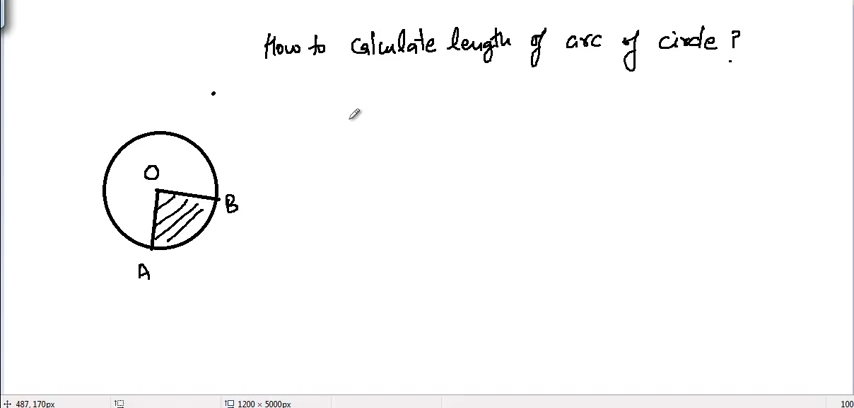 How to calculate length of arc of circle ?
O
B
A
487, 170px
1200 × 5000px
100